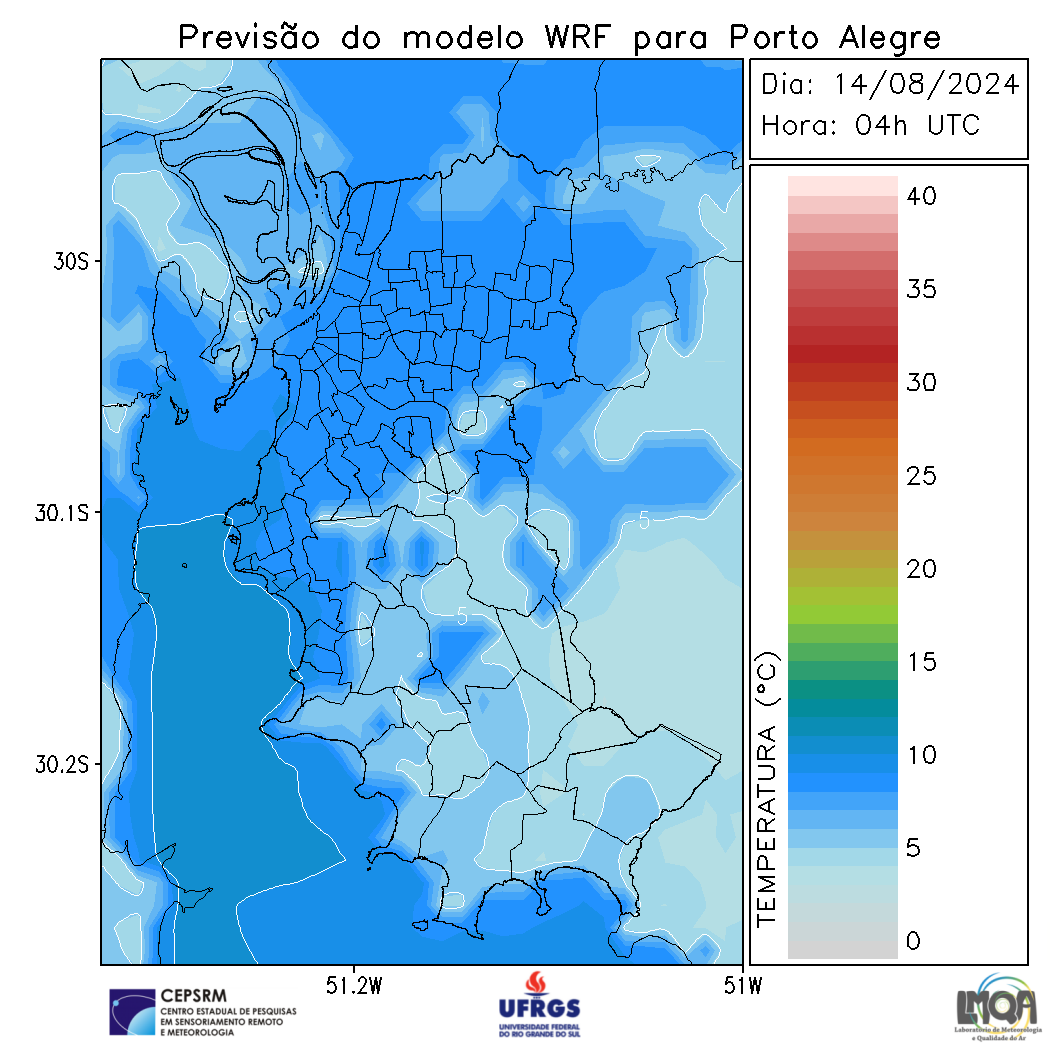 Previsão do modelo WRF para Porto Alegre
Dia: 14/08/2024
Hora: 04h UTC
40
35
30
25
20
15
10
5
0
TEMPERATURA (°C)
30S
30.1S
30.2S
5
5
51.2W
51W
CEPSRM
CENTRO ESTADUAL DE PESQUISAS
EM SENSORIAMENTO REMOTO
E METEOROLOGIA
UFRGS
UNIVERSIDADE FEDERAL
DO RIO GRANDE DO SUL
LMQA
Laboratório de Meteorologia
e Qualidade do Ar